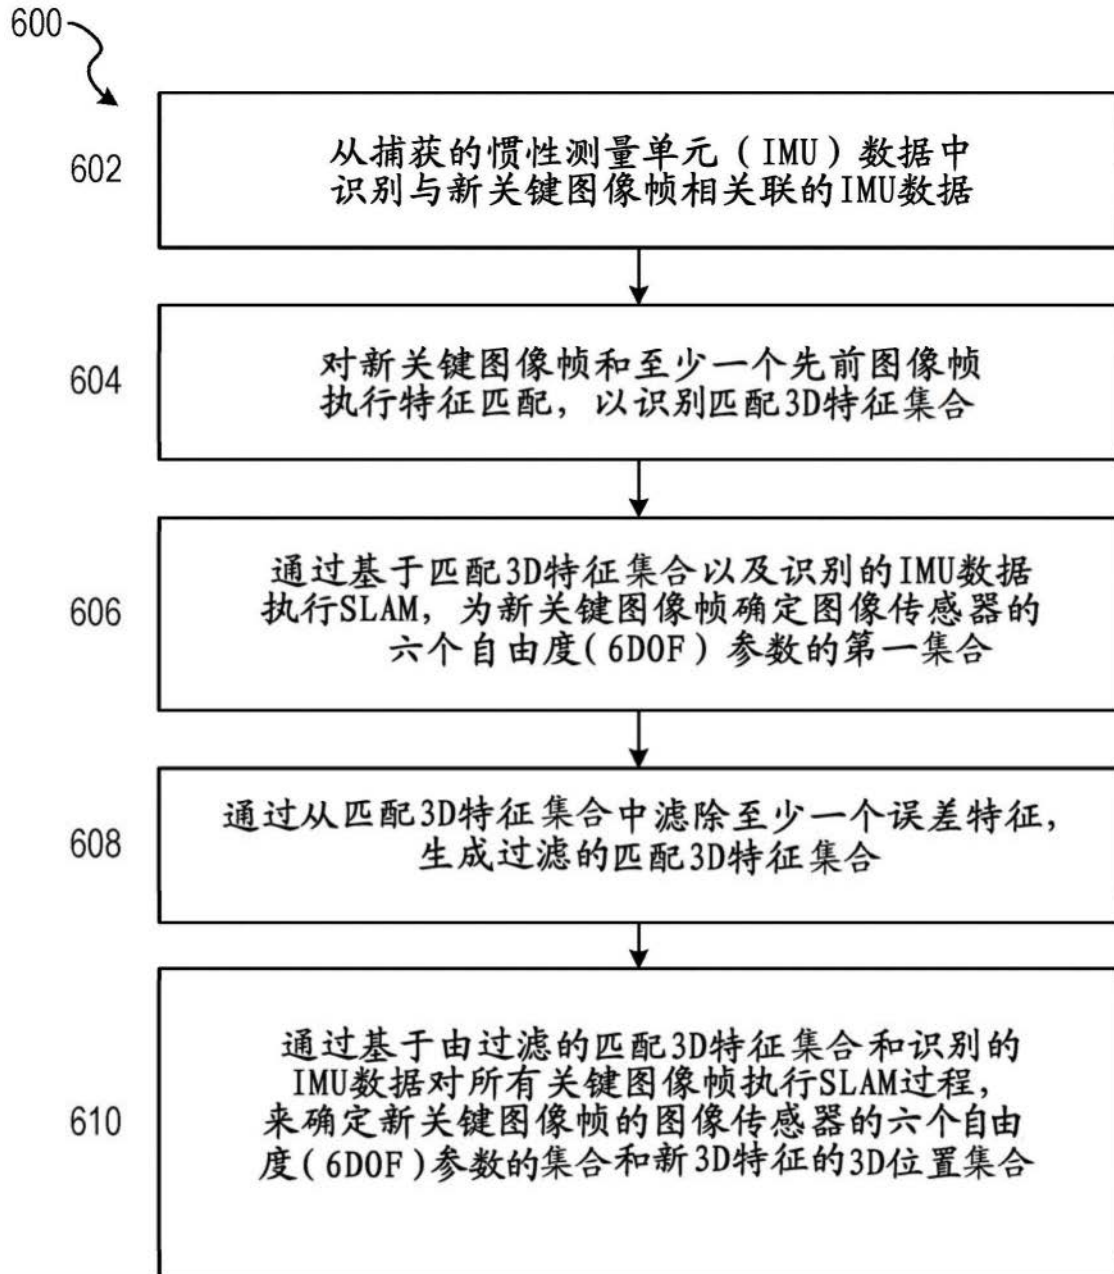 600
602
从捕获的惯性测量单元（IMU）数据中
识别与新关键图像帧相关联的IMU数据
604
对新关键图像帧和至少一个先前图像帧
执行特征匹配，以识别匹配3D特征集合
606
通过基于匹配3D特征集合以及识别的IMU数据
执行SLAM，为新关键图像帧确定图像传感器的
六个自由度(6DOF）参数的第一集合
608
通过从匹配3D特征集合中滤除至少一个误差特征，
生成过滤的匹配3D特征集合
610
通过基于由过滤的匹配3D特征集合和识别的
IMU数据对所有关键图像帧执行SLAM过程，
来确定新关键图像帧的图像传感器的六个自由
度(6DOF)参数的集合和新3D特征的3D位置集合